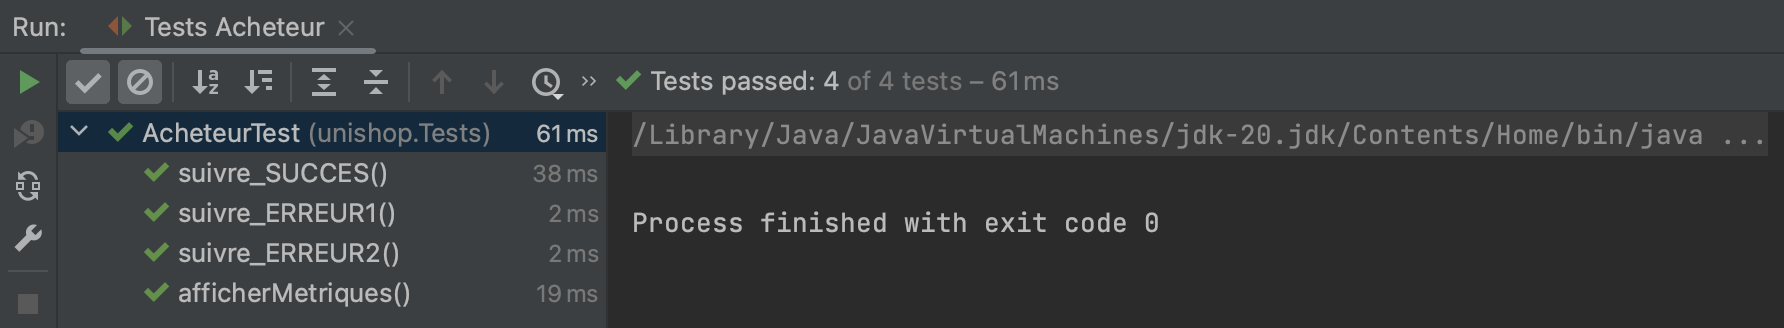 Run: Tests Acheteur
Tests passed: 4 of 4 tests – 61 ms
AcheteurTest (unishop.Tests) 61 ms
suivre_SUCCES() 38 ms
suivre_ERREUR1() 2 ms
suivre_ERREUR2() 2 ms
afficherMetriques() 19 ms
/Library/Java/JavaVirtualMachines/jdk-20.jdk/Contents/Home/bin/java ...
Process finished with exit code 0